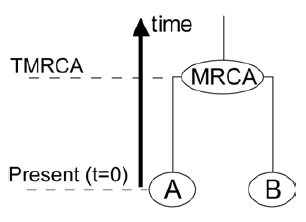 time
TMRCA
MRCA
Present (t=0)
A
B